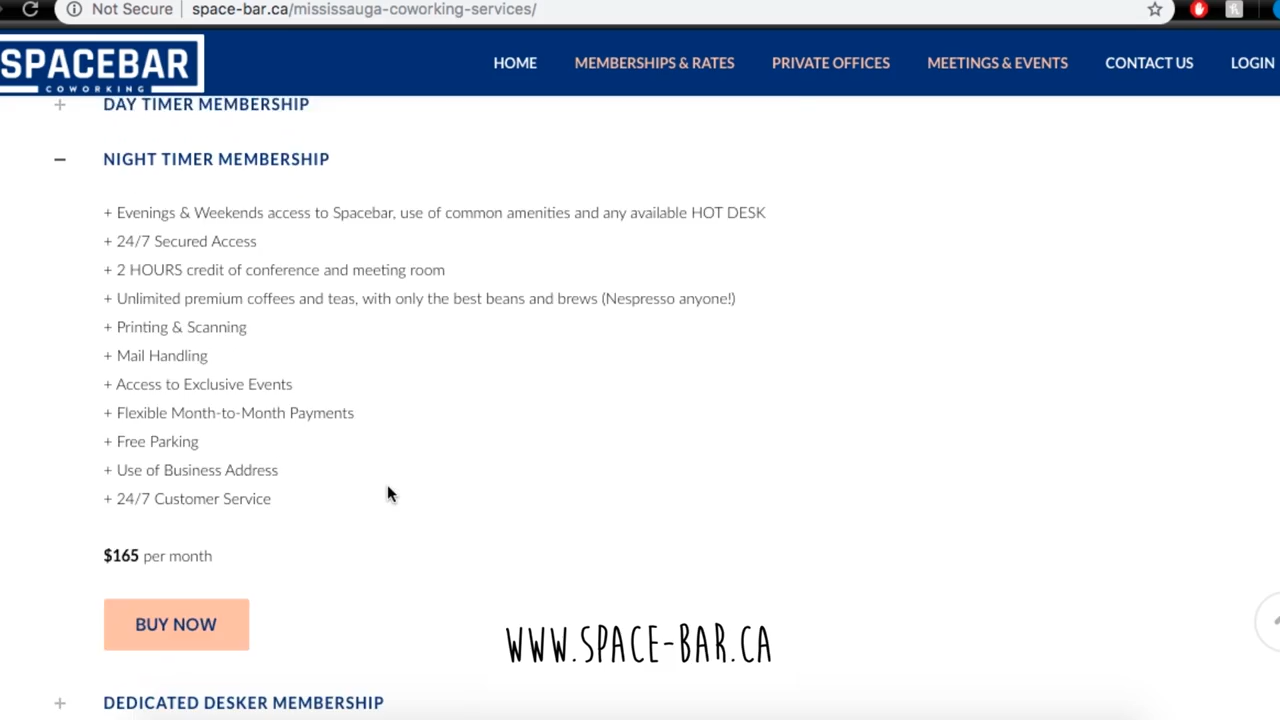 Not Secure space-bar.ca/mississauga-coworking-services/
SPACEBAR
COWORKING
HOME MEMBERSHIPS & RATES PRIVATE OFFICES MEETINGS & EVENTS CONTACT US LOGIN
+ DAY TIMER MEMBERSHIP
− NIGHT TIMER MEMBERSHIP
+ Evenings & Weekends access to Spacebar, use of common amenities and any available HOT DESK
+ 24/7 Secured Access
+ 2 HOURS credit of conference and meeting room
+ Unlimited premium coffees and teas, with only the best beans and brews (Nespresso anyone!)
+ Printing & Scanning
+ Mail Handling
+ Access to Exclusive Events
+ Flexible Month-to-Month Payments
+ Free Parking
+ Use of Business Address
+ 24/7 Customer Service
$165 per month
BUY NOW
WWW.SPACE-BAR.CA
+ DEDICATED DESKER MEMBERSHIP